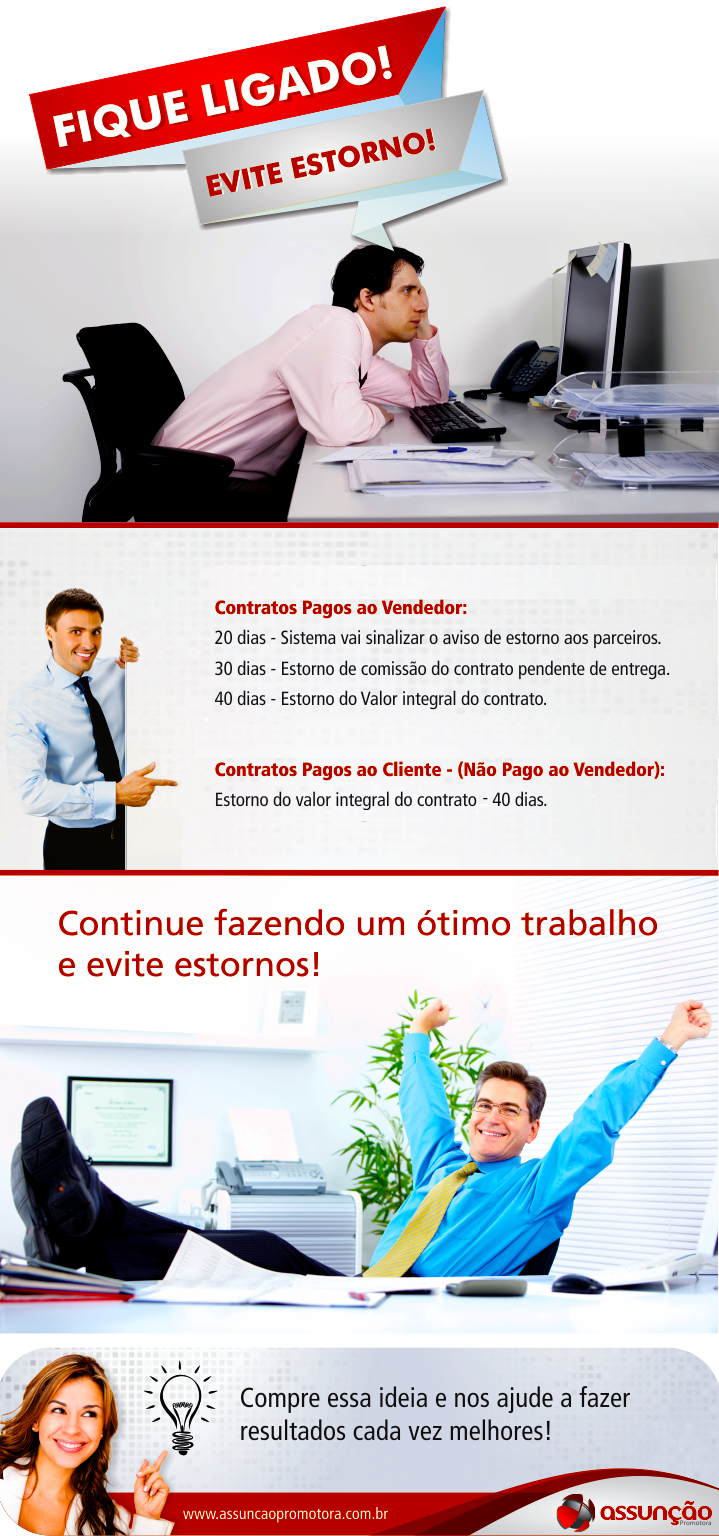 FIQUE LIGADO!
EVITE ESTORNO!
Contratos Pagos ao Vendedor:
20 dias - Sistema vai sinalizar o aviso de estorno aos parceiros.
30 dias - Estorno de comissão do contrato pendente de entrega.
40 dias - Estorno do Valor integral do contrato.
Contratos Pagos ao Cliente - (Não Pago ao Vendedor):
Estorno do valor integral do contrato - 40 dias.
Continue fazendo um ótimo trabalho
e evite estornos!
Compre essa ideia e nos ajude a fazer
resultados cada vez melhores!
www.assuncaopromotora.com.br
assunção
Promotora